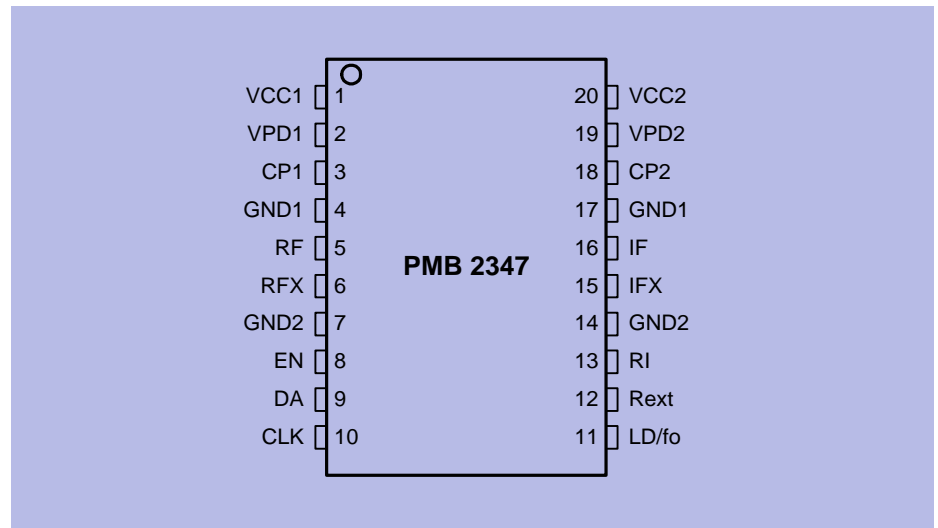 VCC1 1 20 VCC2
VPD1 2 19 VPD2
CP1 3 18 CP2
GND1 4 17 GND1
RF 5 16 IF
PMB 2347
RFX 6 15 IFX
GND2 7 14 GND2
EN 8 13 RI
DA 9 12 Rext
CLK 10 11 LD/fo